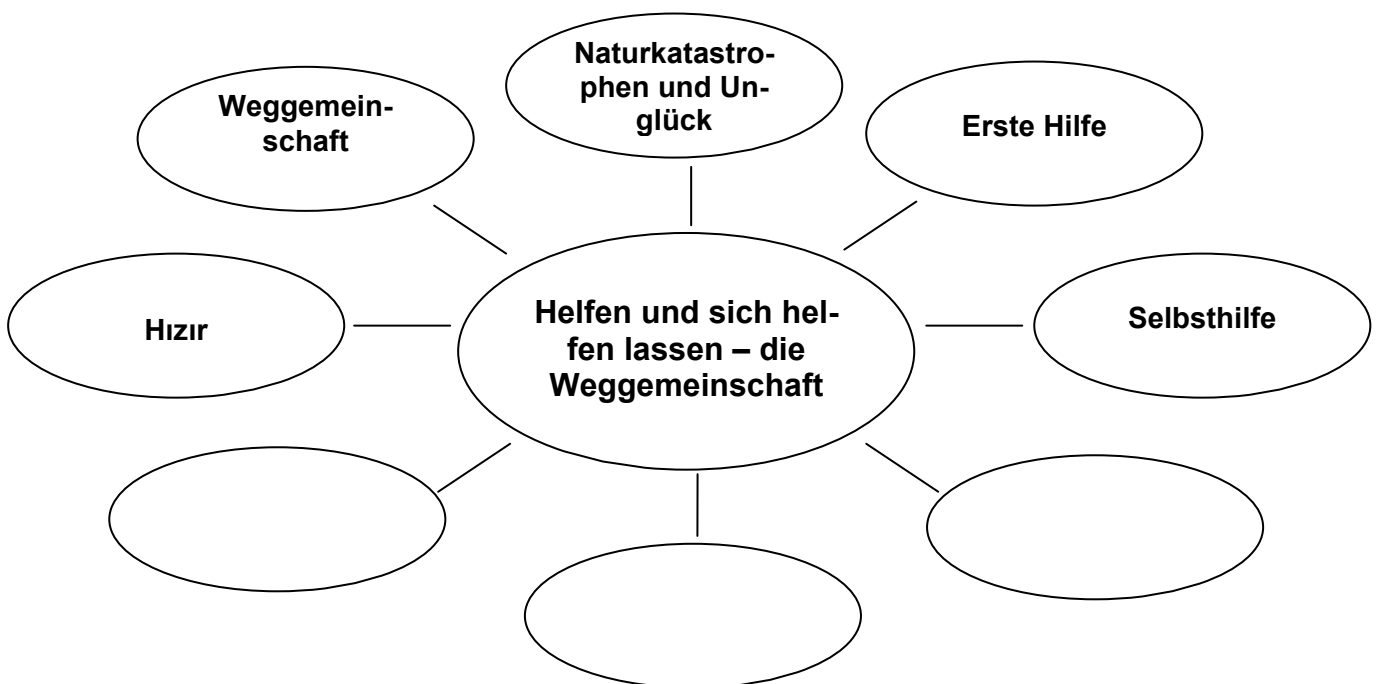 Naturkatastro-
phen und Un-
glück
Weggemein-
schaft
Erste Hilfe
Hızır
Helfen und sich hel-
fen lassen – die
Weggemeinschaft
Selbsthilfe